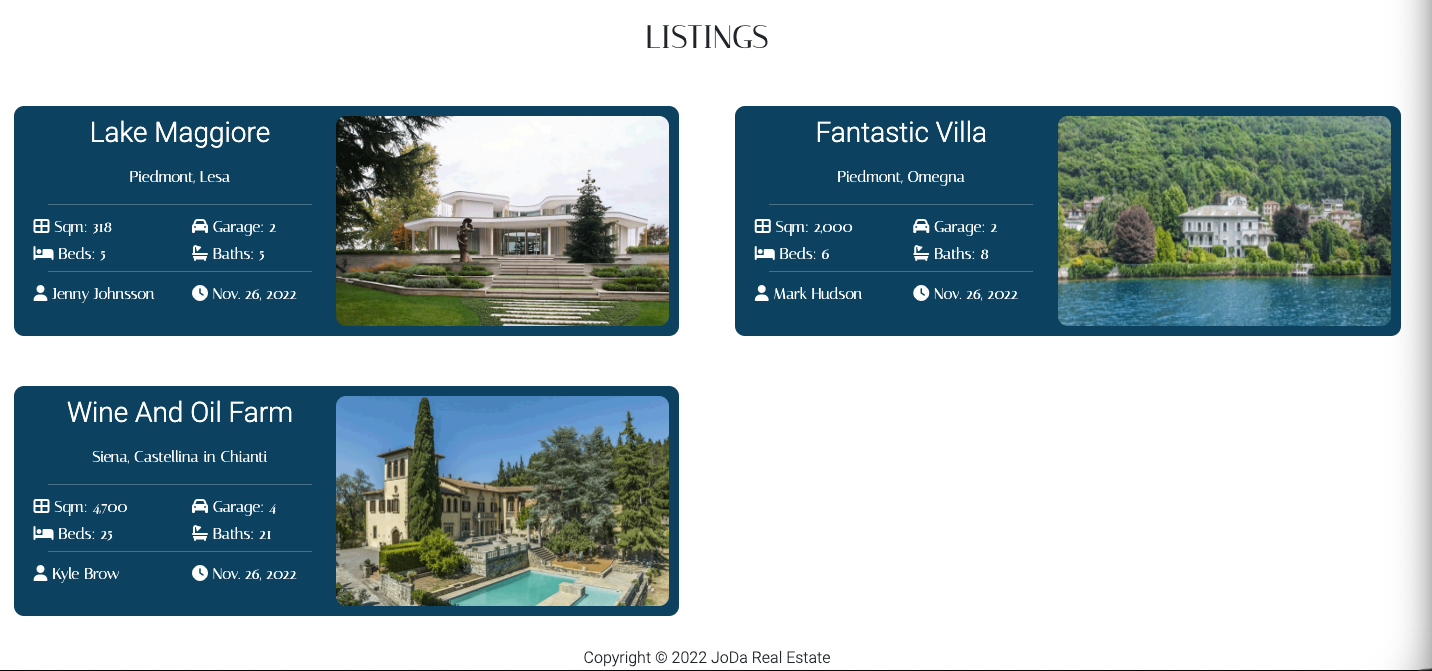 LISTINGS
Lake Maggiore
Piedmont, Lesa
Sqm: 318 Garage: 2
Beds: 5 Baths: 5
Jenny Johnsson Nov. 26, 2022
Fantastic Villa
Piedmont, Omegna
Sqm: 2,000 Garage: 2
Beds: 6 Baths: 8
Mark Hudson Nov. 26, 2022
Wine And Oil Farm
Siena, Castellina in Chianti
Sqm: 4,700 Garage: 4
Beds: 25 Baths: 21
Kyle Brow Nov. 26, 2022
Copyright © 2022 JoDa Real Estate